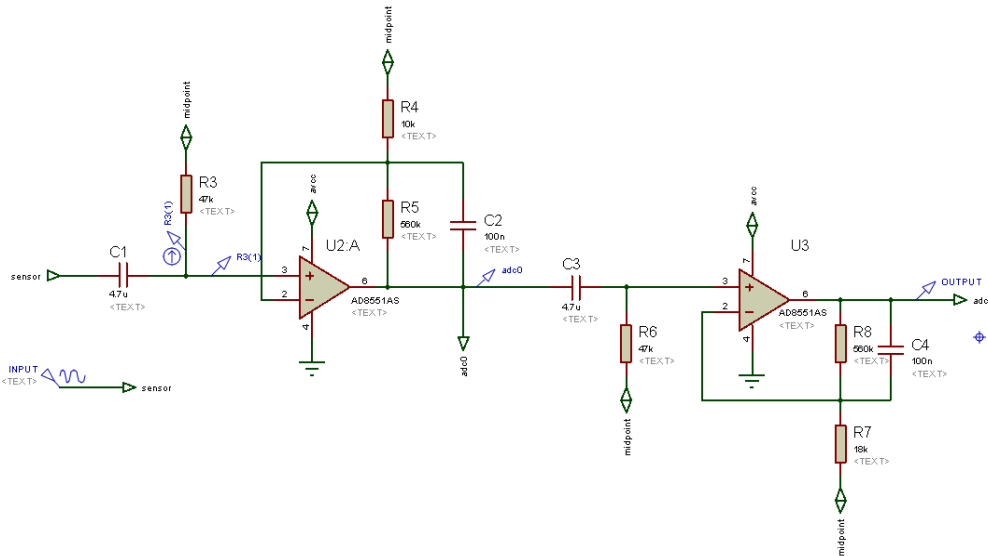 midpoint
R4
10k
<TEXT>
midpoint
R3
47k
<TEXT>
R3(1)
avcc
R5
560k
<TEXT>
C2
100n
<TEXT>
avcc
C1
4.7u
<TEXT>
sensor
R3(1)
U2:A
7
3
2
6
4
AD8551AS
<TEXT>
adc0
adc0
C3
4.7u
<TEXT>
R6
47k
<TEXT>
midpoint
U3
7
3
2
6
4
AD8551AS
<TEXT>
OUTPUT
adc
R8
560k
<TEXT>
C4
100n
<TEXT>
R7
18k
<TEXT>
midpoint
INPUT
<TEXT>
sensor